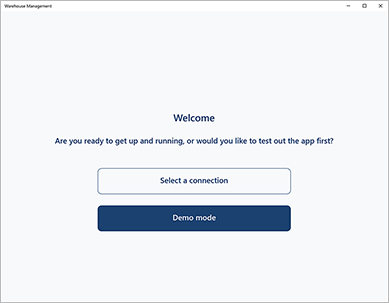 Warehouse Management
Welcome
Are you ready to get up and running, or would you like to test out the app first?
Select a connection
Demo mode